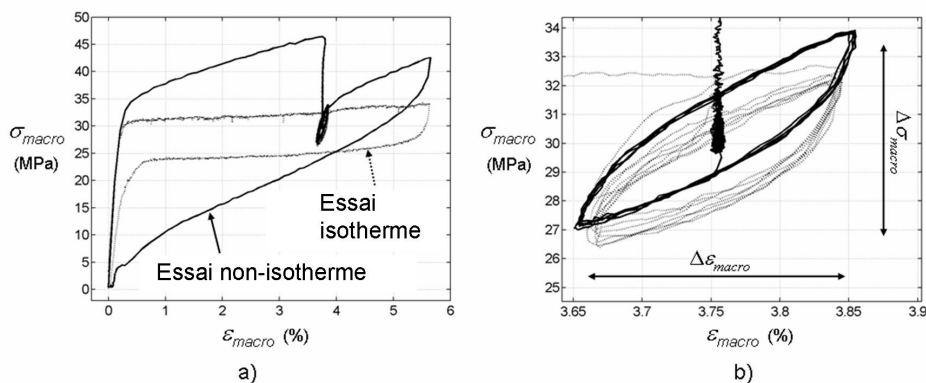 50
45
40
35
30
25
20
15
10
5
0
σmacro
(MPa)
0 1 2 3 4 5 6
εmacro (%)
Essai
isotherme
Essai non-isotherme
a)
34
33
32
31
30
29
28
27
26
25
σmacro
(MPa)
Δσmacro
Δεmacro
3.65 3.7 3.75 3.8 3.85 3.9
εmacro (%)
b)